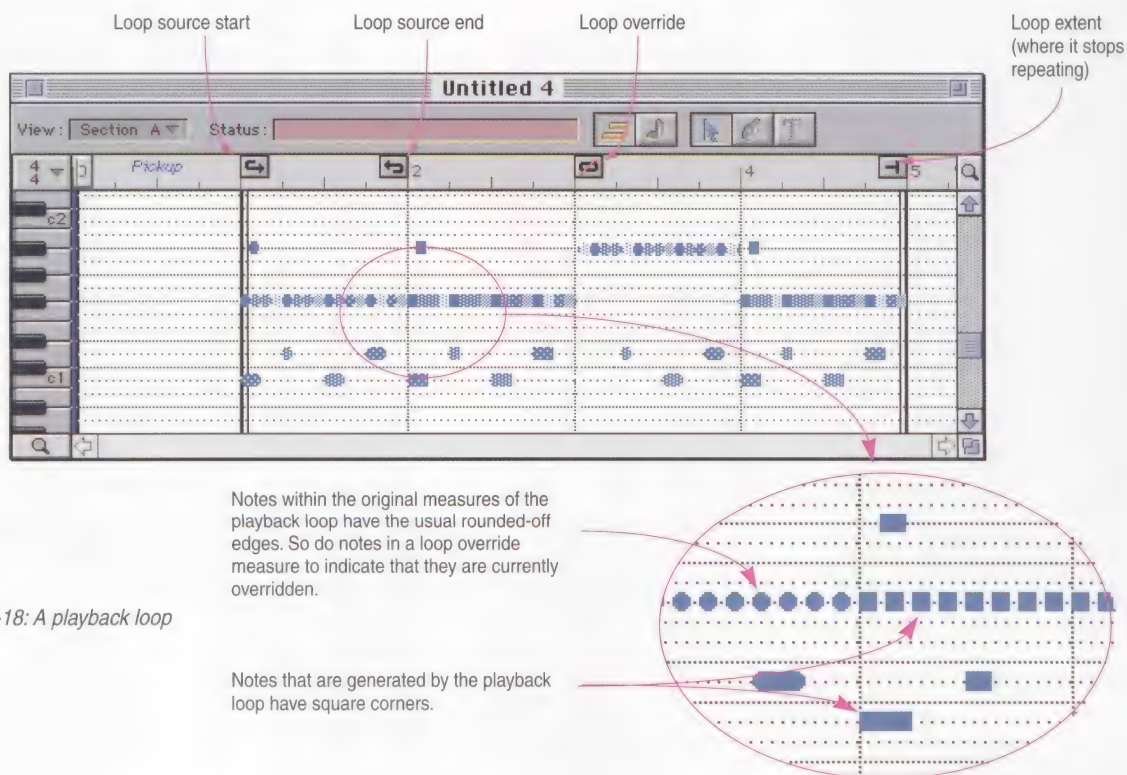 Loop source start
Loop source end
Loop override
Loop extent
(where it stops
repeating)
Untitled 4
View : Section A Status :
4
4
Pickup
2
4
5
c2
c1
Notes within the original measures of the
playback loop have the usual rounded-off
edges. So do notes in a loop override
measure to indicate that they are currently
overridden.
-18: A playback loop
Notes that are generated by the playback
loop have square corners.